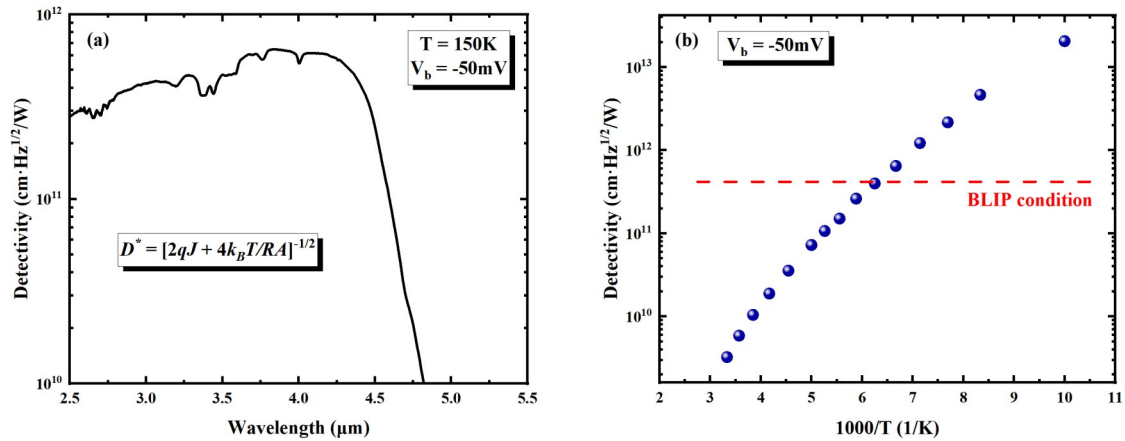 (a)
T = 150K
V_b = -50mV
D^* = [2qJ + 4k_BT/RA]^{-1/2}
Detectivity (cm·Hz^{1/2}/W)
10^{12}
10^{11}
10^{10}
2.5 3.0 3.5 4.0 4.5 5.0
Wavelength (μm)
(b)
V_b = -50mV
BLIP condition
Detectivity (cm·Hz^{1/2}/W)
10^{13}
10^{12}
10^{11}
10^{10}
2 3 4 5 6 7 8 9 10 11
1000/T (1/K)